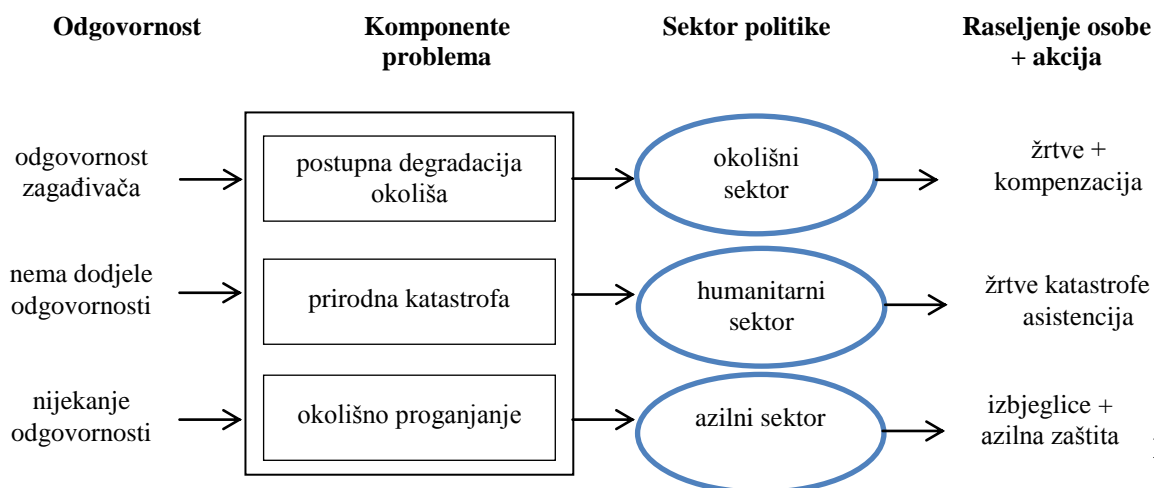 Odgovornost
Komponente
problema
Sektor politike
Raseljenje osobe
+ akcija
odgovornost
zagađivača
postupna degradacija
okoliša
okolišni
sektor
žrtve +
kompenzacija
nema dodjele
odgovornosti
prirodna katastrofa
humanitarni
sektor
žrtve katastrofe
asistencija
nijekanje
odgovornosti
okolišno proganjanje
azilni sektor
izbjeglice +
azilna zaštita